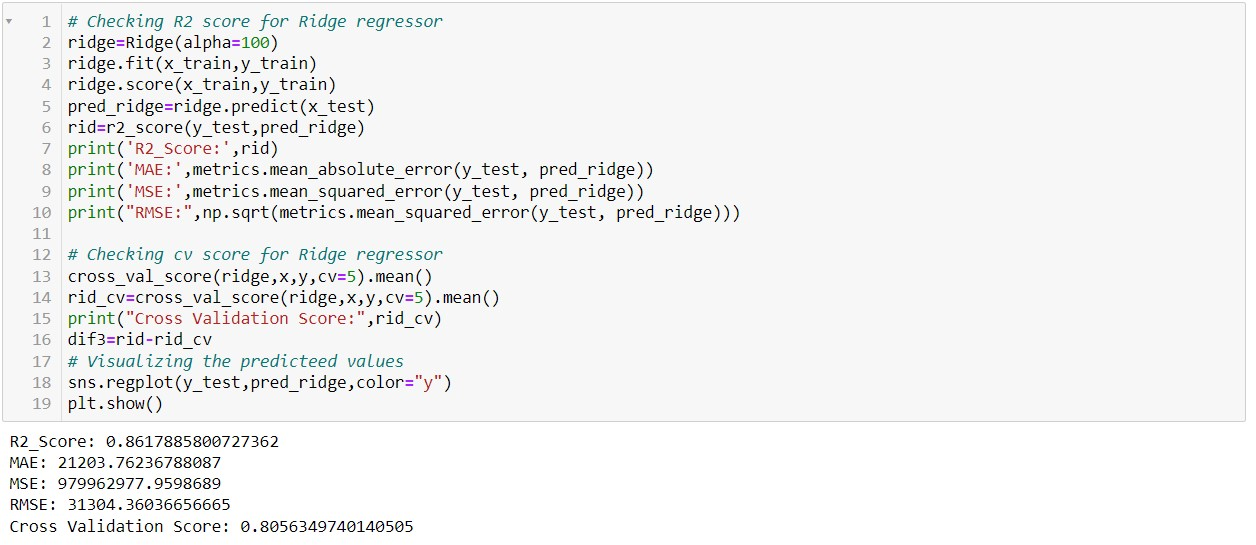 1 # Checking R2 score for Ridge regressor
2 ridge=Ridge(alpha=100)
3 ridge.fit(x_train,y_train)
4 ridge.score(x_train,y_train)
5 pred_ridge=ridge.predict(x_test)
6 rid=r2_score(y_test,pred_ridge)
7 print('R2_Score:',rid)
8 print('MAE:',metrics.mean_absolute_error(y_test, pred_ridge))
9 print('MSE:',metrics.mean_squared_error(y_test, pred_ridge))
10 print("RMSE:",np.sqrt(metrics.mean_squared_error(y_test, pred_ridge)))
11
12 # Checking cv score for Ridge regressor
13 cross_val_score(ridge,x,y,cv=5).mean()
14 rid_cv=cross_val_score(ridge,x,y,cv=5).mean()
15 print("Cross Validation Score:",rid_cv)
16 dif3=rid-rid_cv
17 # Visualizing the predicteed values
18 sns.regplot(y_test,pred_ridge,color="y")
19 plt.show()
R2_Score: 0.8617885800727362
MAE: 21203.76236788087
MSE: 979962977.9598689
RMSE: 31304.36036656665
Cross Validation Score: 0.8056349740140505